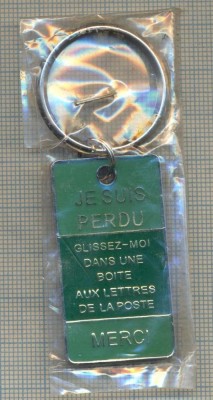 JE SUIS
PERDU
GLISSEZ-MOI
DANS UNE
BOITE
AUX LETTRES
DE LA POSTE
MERCI